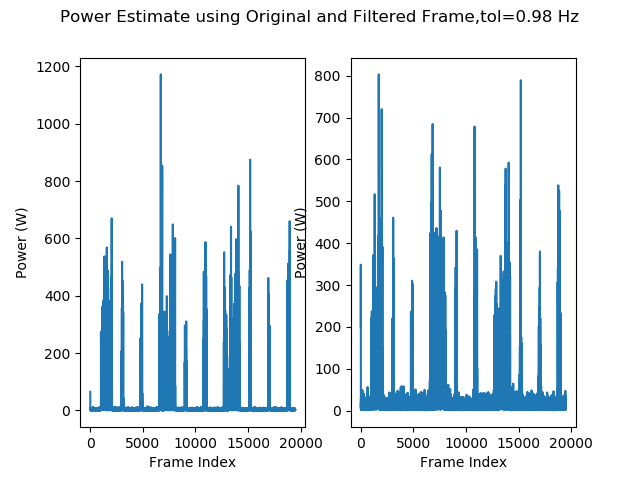 Power Estimate using Original and Filtered Frame,tol=0.98 Hz
Power (W)
1200
1000
800
600
400
200
0
0 5000 10000 15000 20000
Frame Index
Power (W)
800
700
600
500
400
300
200
100
0
0 5000 10000 15000 20000
Frame Index